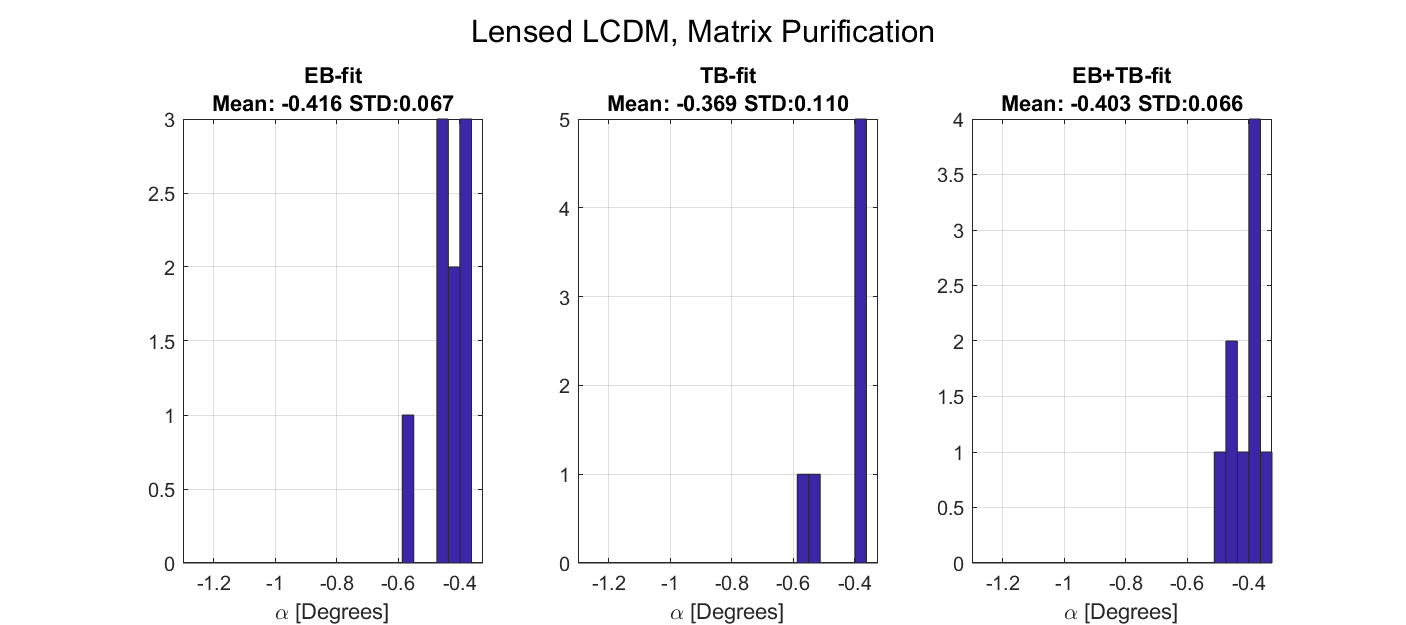 Lensed LCDM, Matrix Purification
EB-fit
Mean: -0.416 STD:0.067
3
2.5
2
1.5
1
0.5
0
-1.2 -1 -0.8 -0.6 -0.4
α [Degrees]
TB-fit
Mean: -0.369 STD:0.110
5
4
3
2
1
0
-1.2 -1 -0.8 -0.6 -0.4
α [Degrees]
EB+TB-fit
Mean: -0.403 STD:0.066
4
3.5
3
2.5
2
1.5
1
0.5
0
-1.2 -1 -0.8 -0.6 -0.4
α [Degrees]